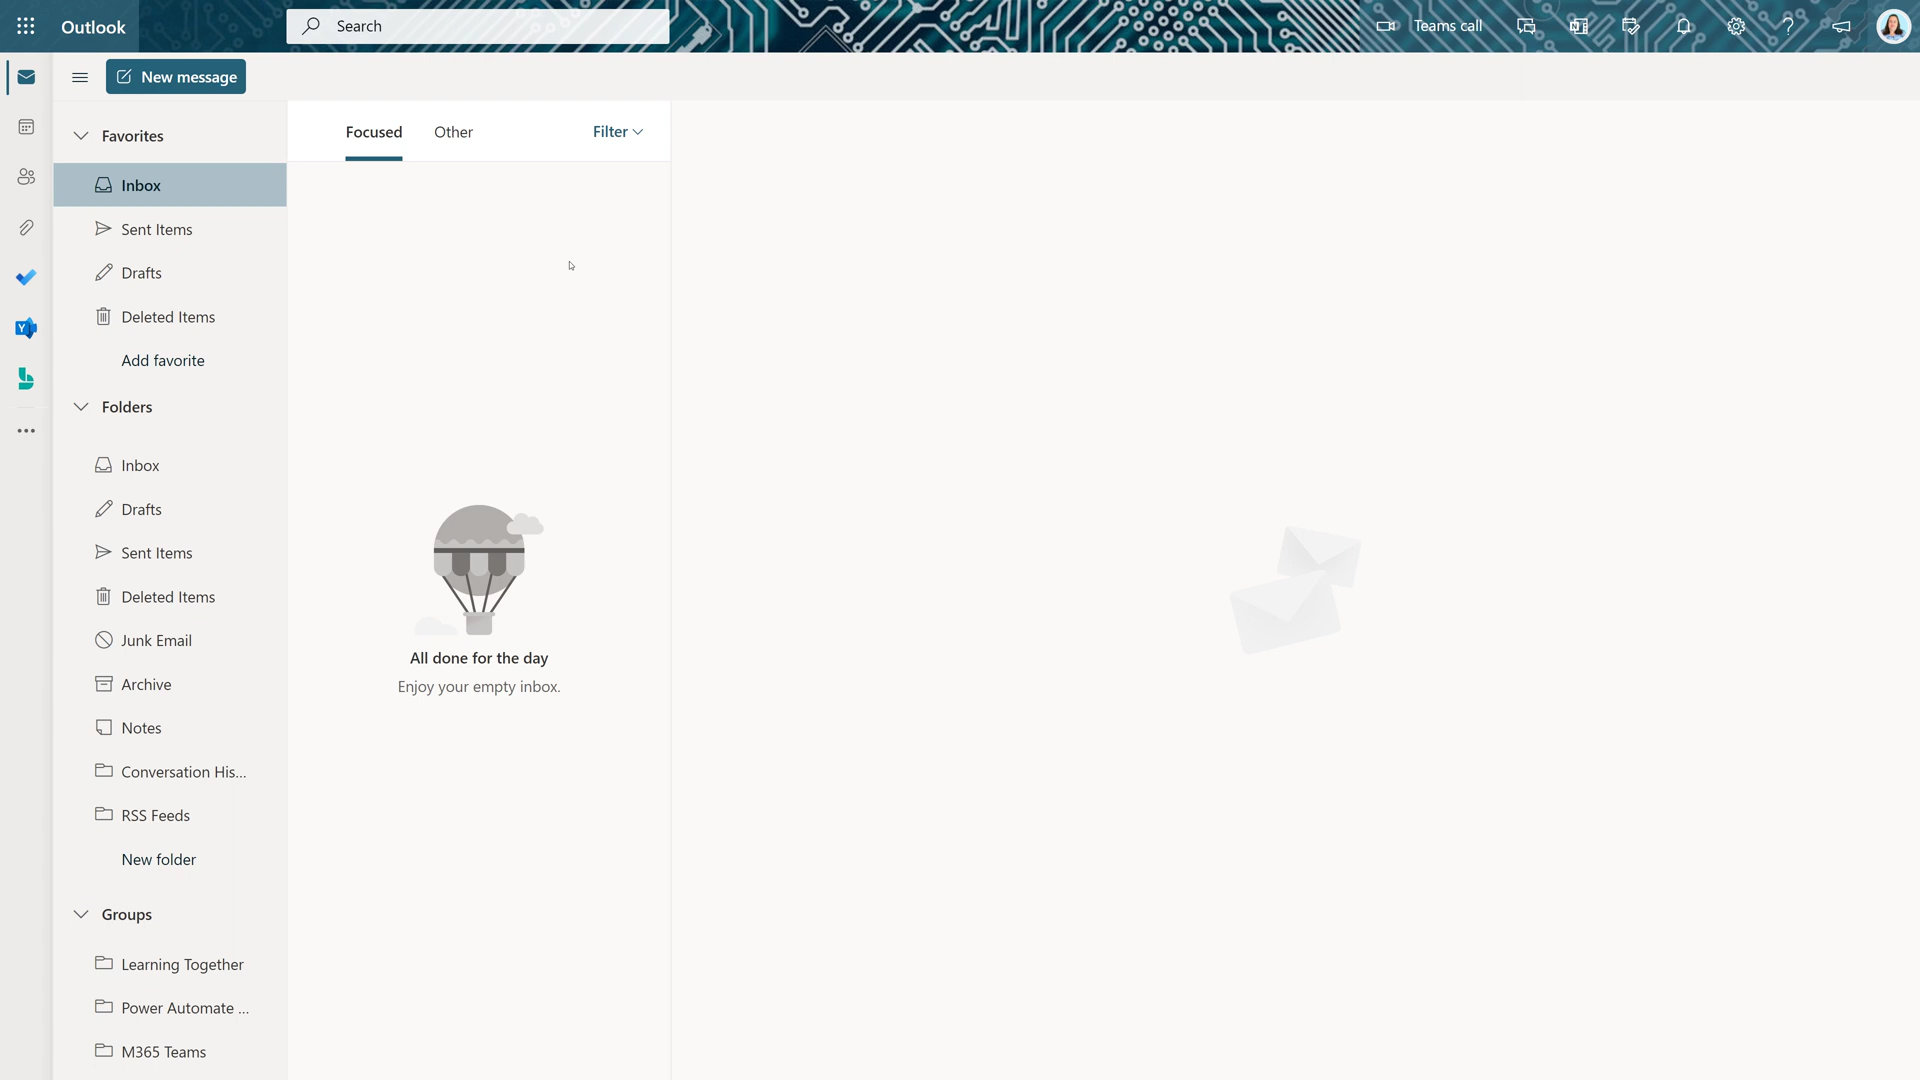 Outlook
Search
Teams call
New message
Favorites
Inbox
Sent Items
Drafts
Deleted Items
Add favorite
Folders
Inbox
Drafts
Sent Items
Deleted Items
Junk Email
Archive
Notes
Conversation His...
RSS Feeds
New folder
Groups
Learning Together
Power Automate ...
M365 Teams
Focused Other Filter
All done for the day
Enjoy your empty inbox.